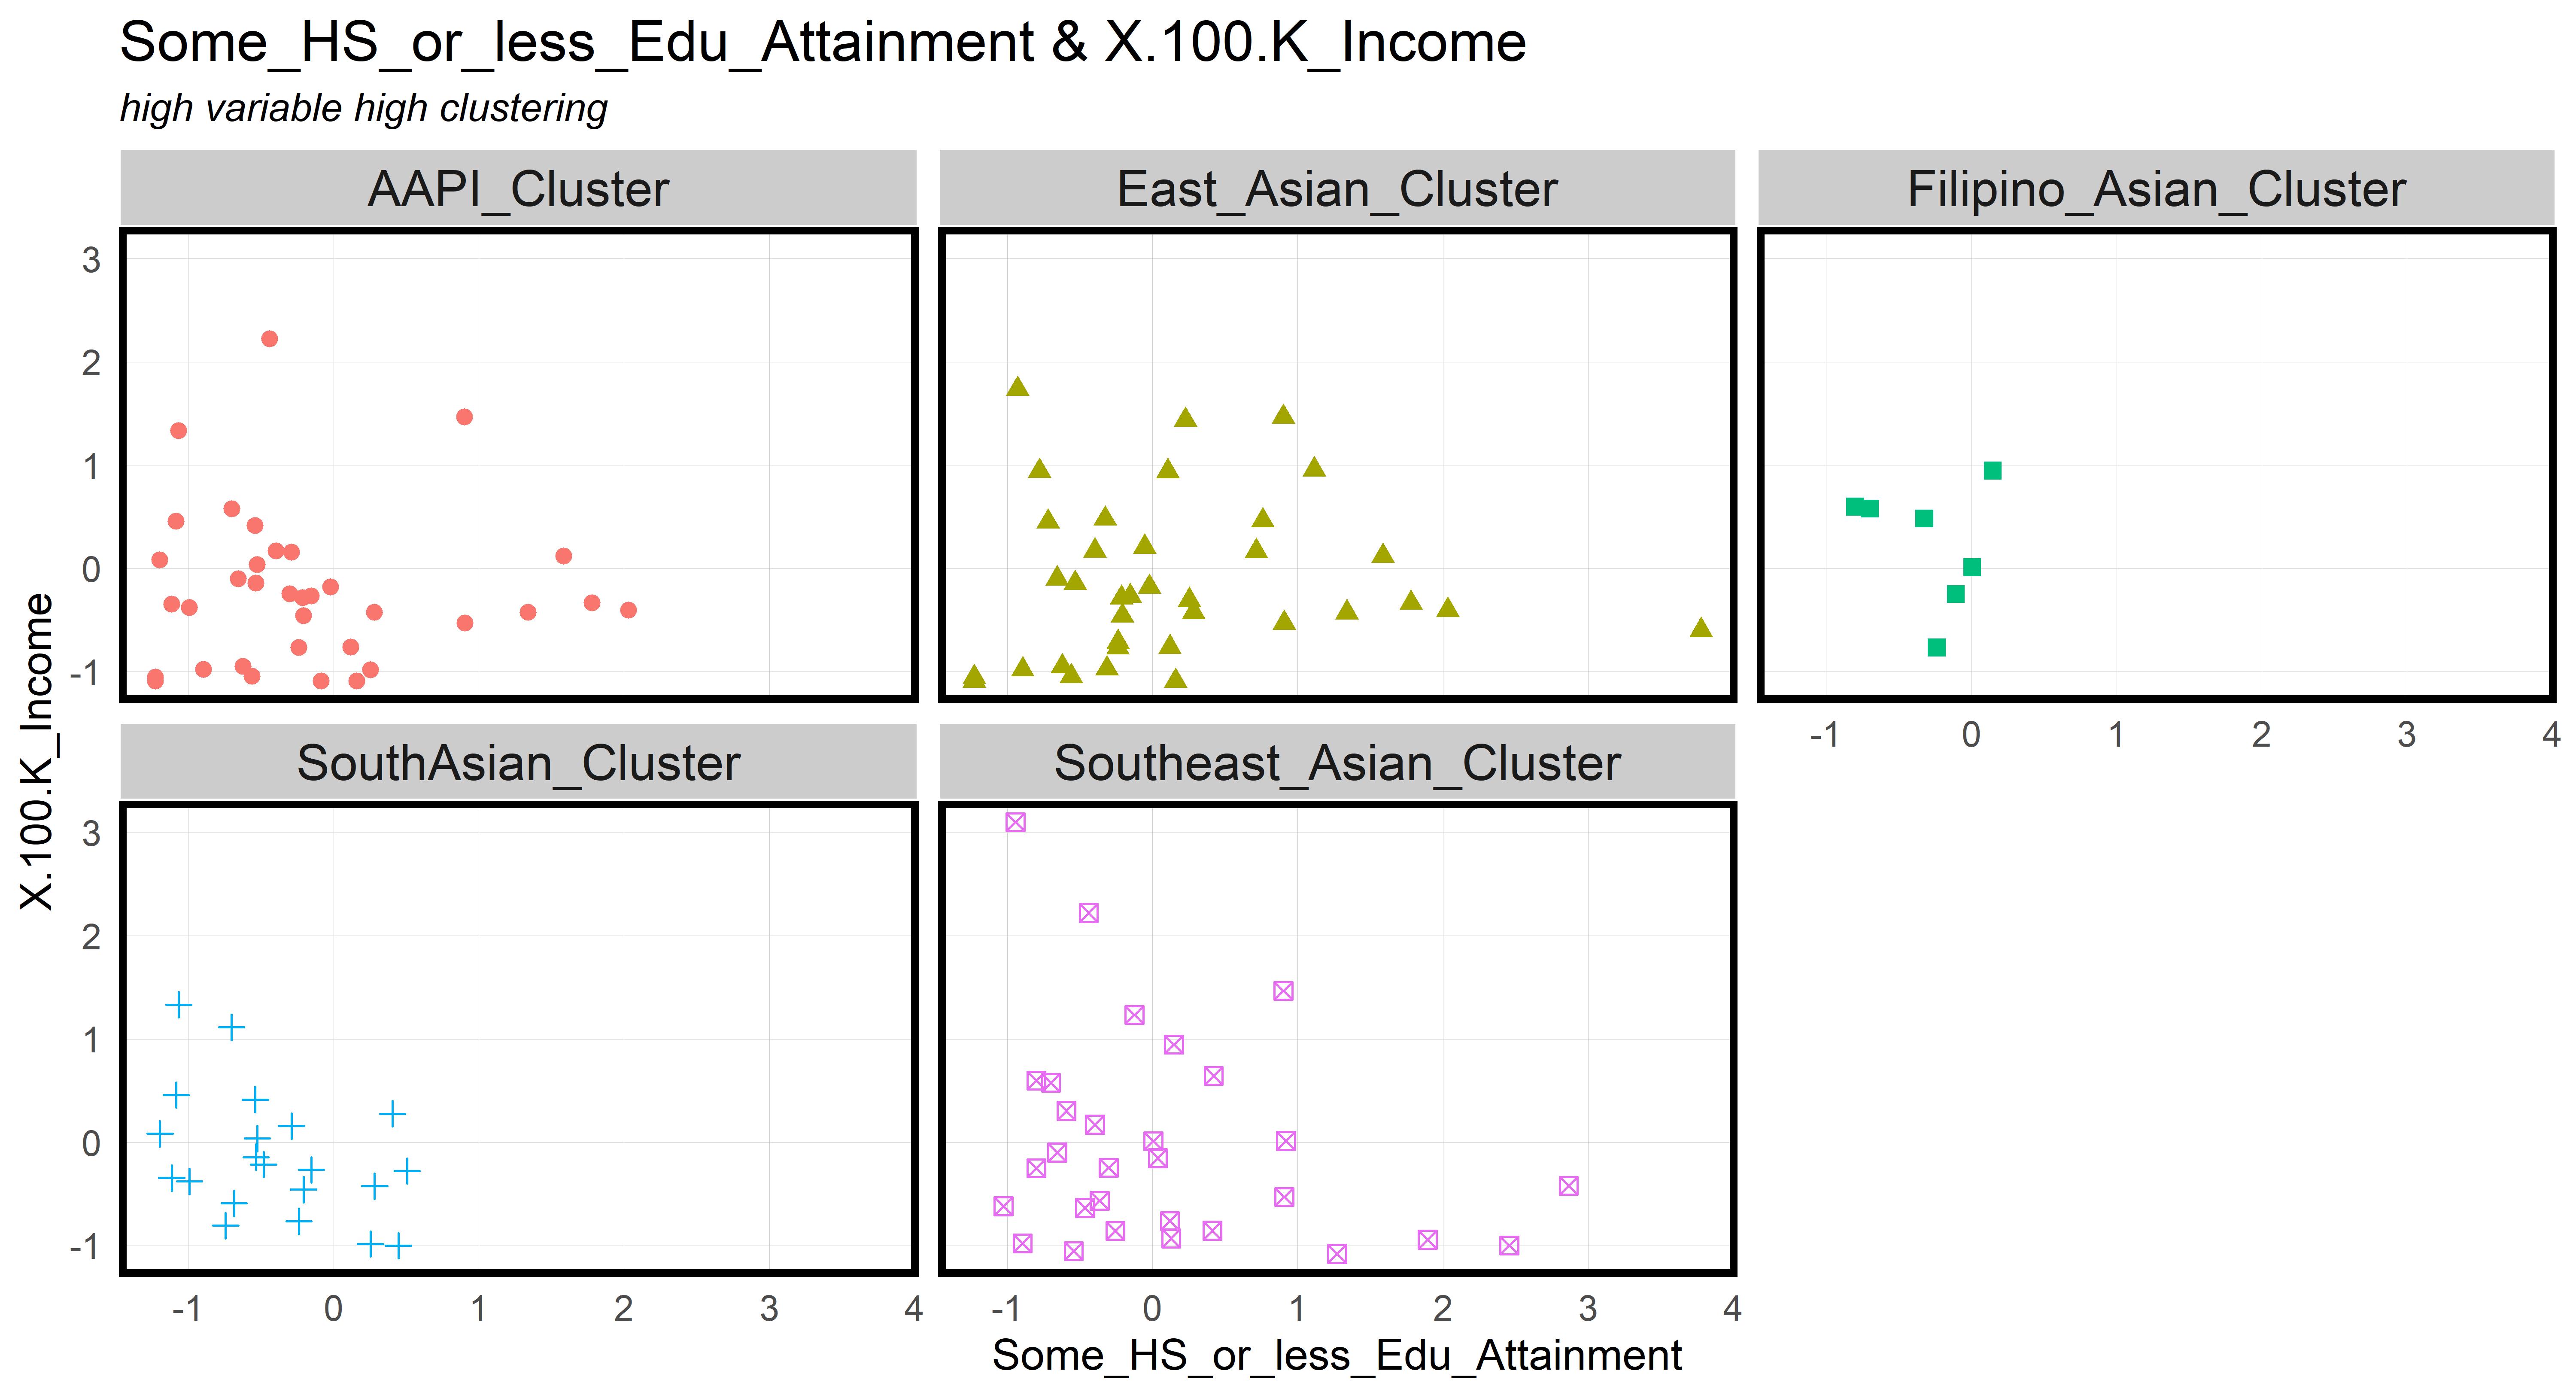 Some_HS_or_less_Edu_Attainment & X.100.K_Income
high variable high clustering
AAPI_Cluster
East_Asian_Cluster
Filipino_Asian_Cluster
3
2
1
0
-1
-1 0 1 2 3 4
X.100.K_Income
SouthAsian_Cluster
Southeast_Asian_Cluster
3
2
1
0
-1
-1 0 1 2 3 4
-1 0 1 2 3 4
Some_HS_or_less_Edu_Attainment